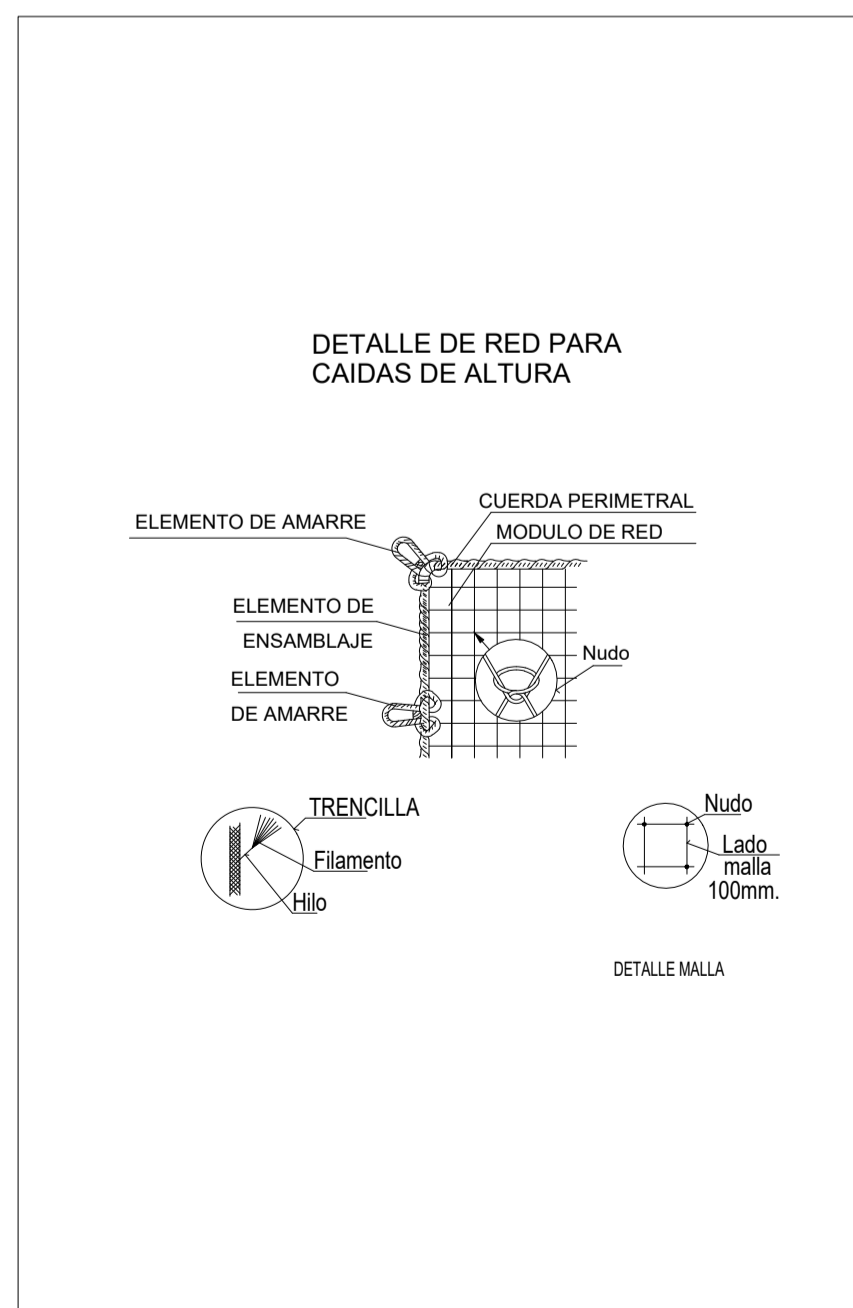 DETALLE DE RED PARA
CAIDAS DE ALTURA
CUERDA PERIMETRAL
ELEMENTO DE AMARRE
MODULO DE RED
ELEMENTO DE
ENSAMBLAJE
Nudo
ELEMENTO
DE AMARRE
TRENCILLA
Filamento
Hilo
Nudo
Lado
malla
100mm.
DETALLE MALLA